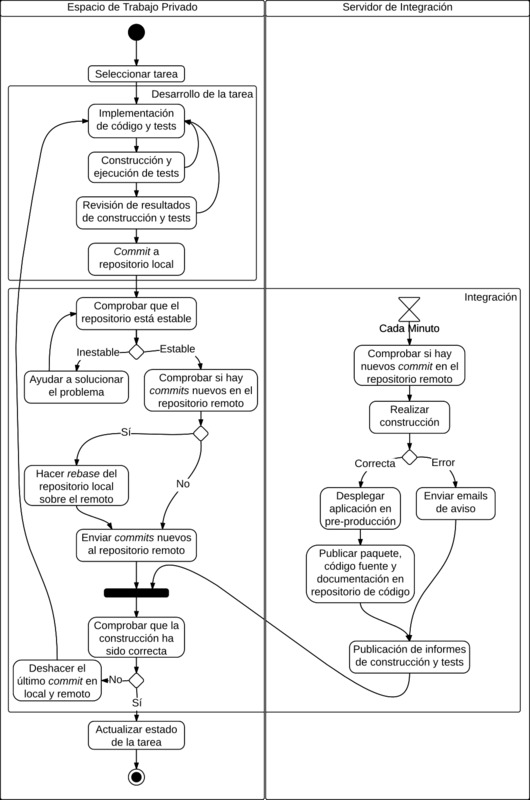 Espacio de Trabajo Privado
Servidor de Integración
Seleccionar tarea
Desarrollo de la tarea
Implementación
de código y tests
Construcción y
ejecución de tests
Revisión de resultados
de construcción y tests
Commit a
repositorio local
Integración
Comprobar que el
repositorio está estable
Inestable
Estable
Ayudar a solucionar
el problema
Comprobar si hay
commits nuevos en el
repositorio remoto
Sí
No
Hacer rebase del
repositorio local
sobre el remoto
Enviar commits nuevos
al repositorio remoto
Comprobar que la
construcción ha
sido correcta
No
Sí
Deshacer el
último commit en
local y remoto
Actualizar estado
de la tarea
Cada Minuto
Comprobar si hay
nuevos commit en el
repositorio remoto
Realizar
construcción
Correcta
Error
Desplegar
aplicación en
pre-producción
Enviar emails
de aviso
Publicar paquete,
código fuente y
documentación en
repositorio de código
Publicación de informes
de construcción y tests